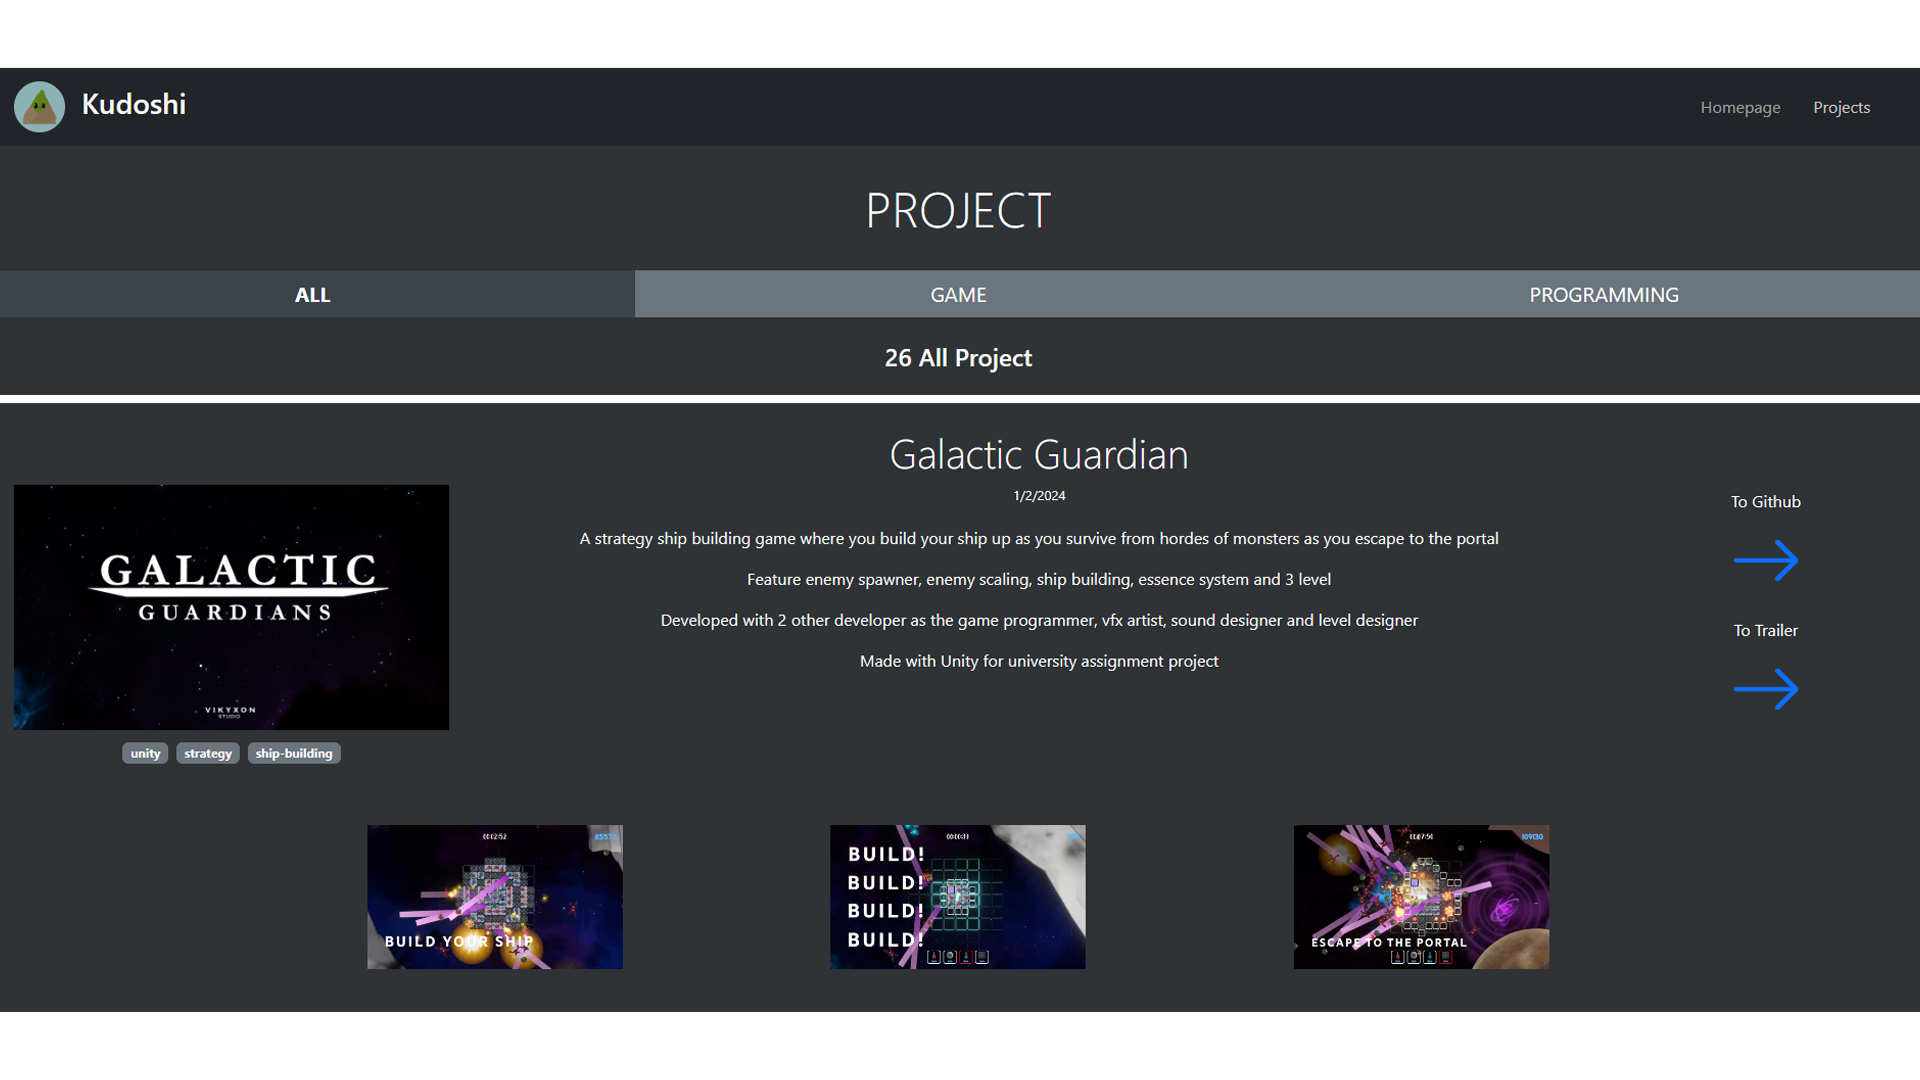 Kudoshi
Homepage
Projects
PROJECT
ALL
GAME
PROGRAMMING
26 All Project
Galactic Guardian
1/2/2024
A strategy ship building game where you build your ship up as you survive from hordes of monsters as you escape to the portal
Feature enemy spawner, enemy scaling, ship building, essence system and 3 level
Developed with 2 other developer as the game programmer, vfx artist, sound designer and level designer
Made with Unity for university assignment project
To Github
To Trailer
GALACTIC
GUARDIANS
VIKYXON
STUDIO
unity
strategy
ship-building
BUILD YOUR SHIP
BUILD!
BUILD!
BUILD!
BUILD!
109130
ESCAPE TO THE PORTAL